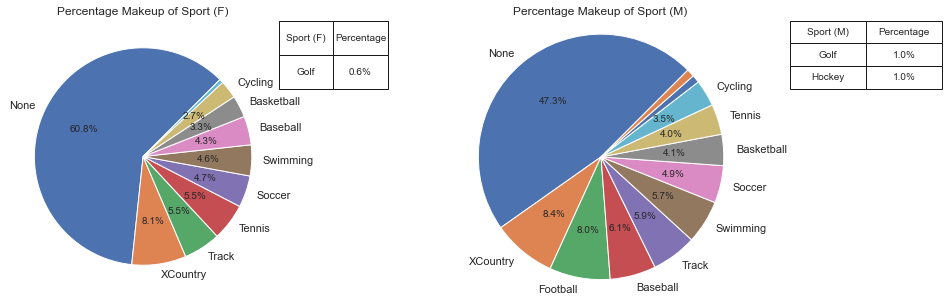 Percentage Makeup of Sport (F)
Sport (F) Percentage
Golf 0.6%
None
60.8%
Cycling
2.7%
Basketball
3.3%
Baseball
4.3%
Swimming
4.6%
Soccer
4.7%
Tennis
5.5%
Track
5.5%
XCountry
8.1%
Percentage Makeup of Sport (M)
Sport (M) Percentage
Golf 1.0%
Hockey 1.0%
None
47.3%
Cycling
3.5%
Tennis
4.0%
Basketball
4.1%
Soccer
4.9%
Swimming
5.7%
Track
5.9%
Baseball
6.1%
Football
8.0%
XCountry
8.4%